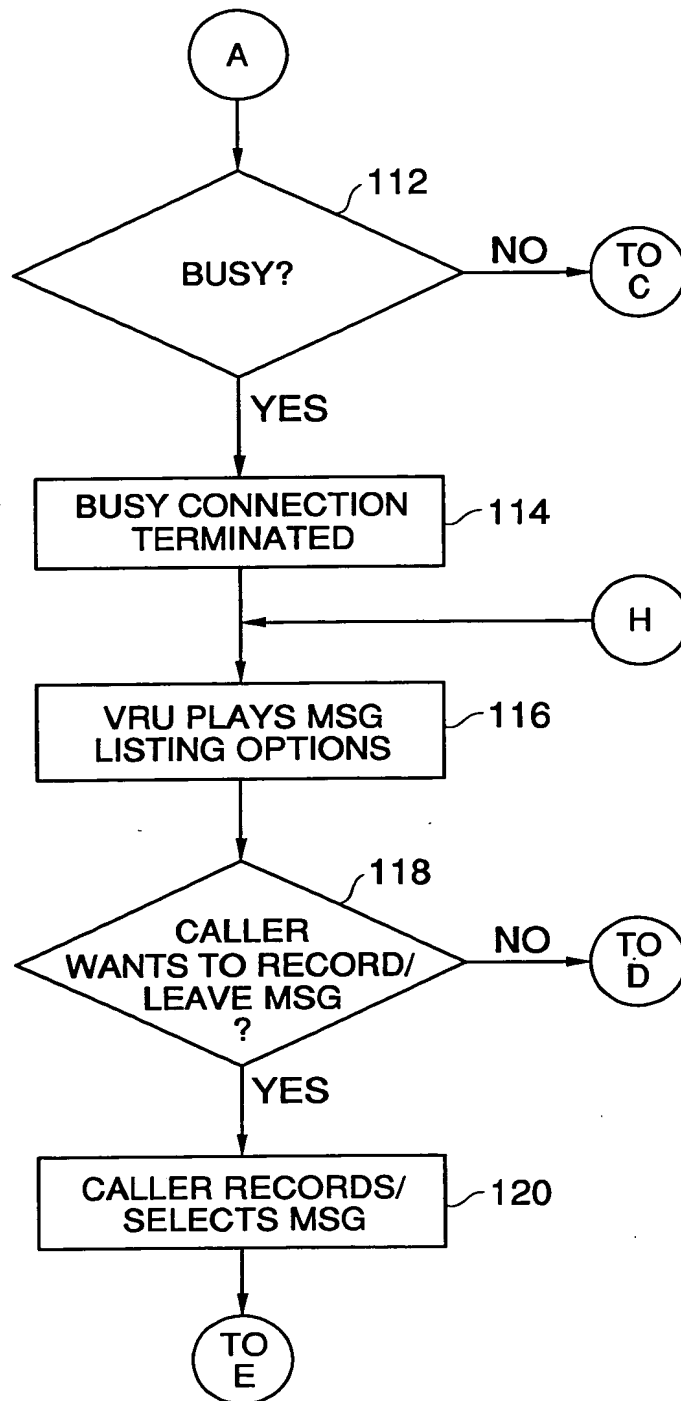 A
112
BUSY?
NO
TO
C
YES
BUSY CONNECTION
TERMINATED
114
H
VRU PLAYS MSG
LISTING OPTIONS
116
118
CALLER
WANTS TO RECORD/
LEAVE MSG
?
NO
TO
D
YES
CALLER RECORDS/
SELECTS MSG
120
TO
E